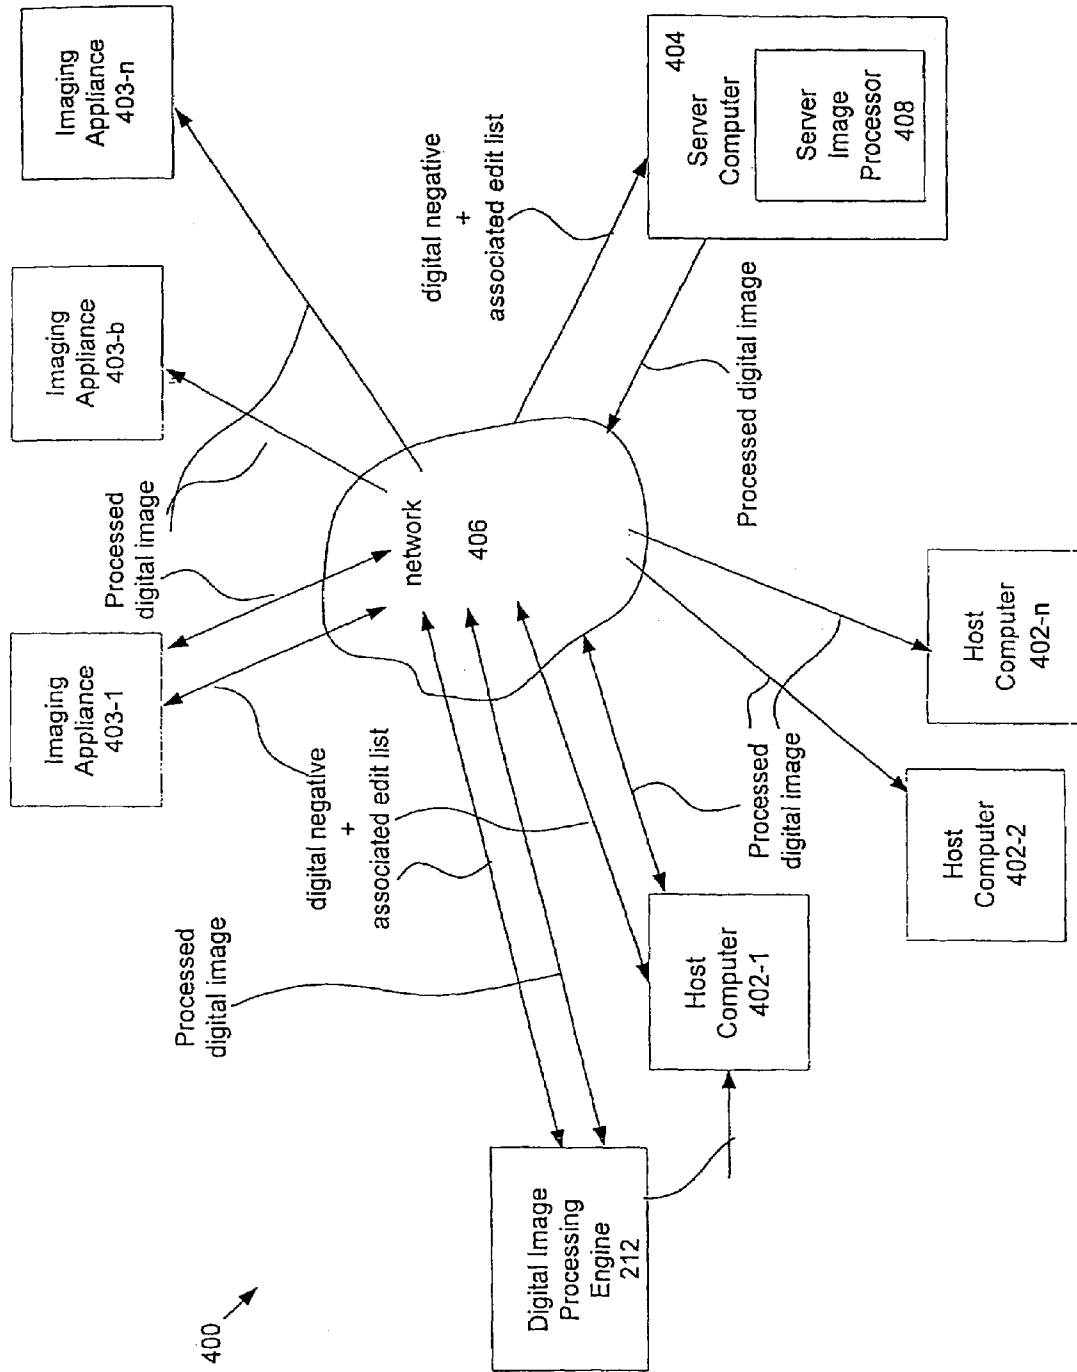 400
Digital Image
Processing
Engine
212
Processed
digital image
digital negative
+
associated edit list
Imaging
Appliance
403-1
Processed
digital image
Imaging
Appliance
403-b
Imaging
Appliance
403-n
network
406
digital negative
+
associated edit list
Server
Computer
404
Server
Image
Processor
408
Processed digital image
Host
Computer
402-1
Processed
digital image
Host
Computer
402-2
Host
Computer
402-n